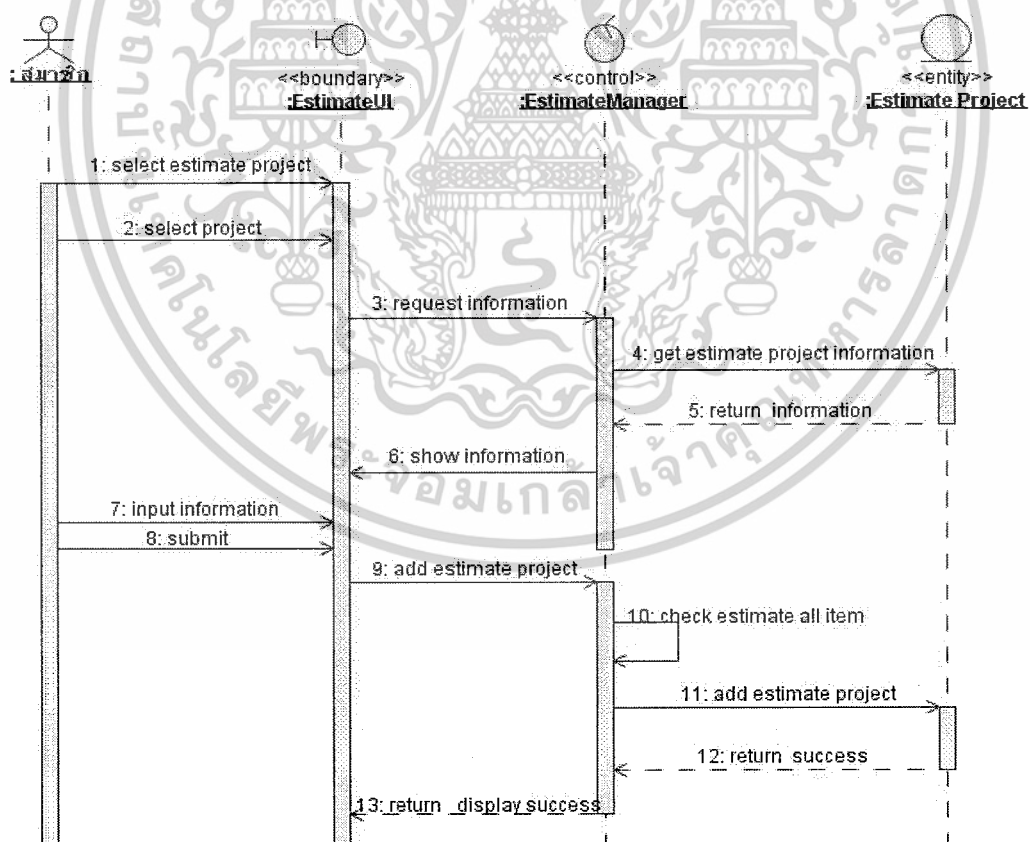 : สมาชิก
<<boundary>>
:EstimateUI
<<control>>
:EstimateManager
<<entity>>
:Estimate Project
1: select estimate project
2: select project
3: request information
4: get estimate project information
5: return information
6: show information
7: input information
8: submit
9: add estimate project
10: check estimate all item
11: add estimate project
12: return success
13: return display success